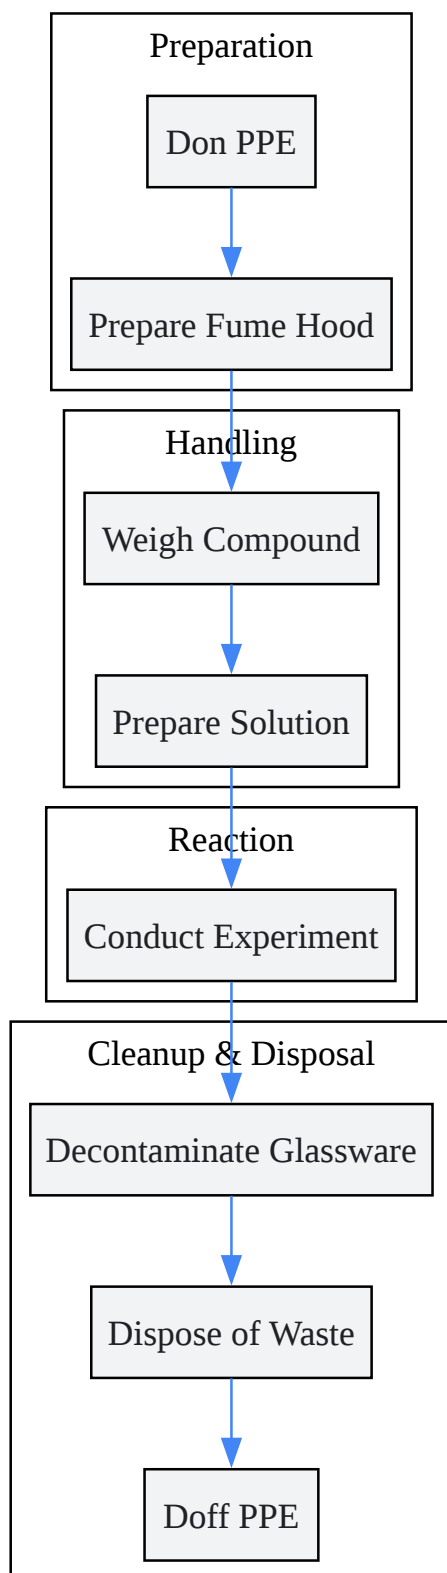 Preparation
Don PPE
Prepare Fume Hood
Handling
Weigh Compound
Prepare Solution
Reaction
Conduct Experiment
Cleanup & Disposal
Decontaminate Glassware
Dispose of Waste
Doff PPE